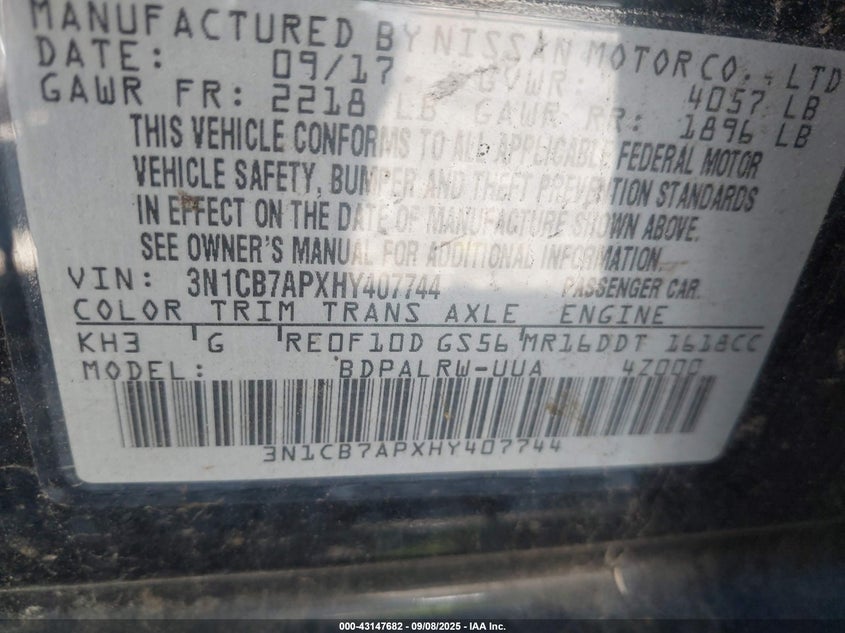 MANUFACTURED BY NISSAN MOTOR CO., LTD
DATE: 09/17 GVWR: 4057 LB
GAWR FR: 2218 LB GAWR RR: 1896 LB
THIS VEHICLE CONFORMS TO ALL APPLICABLE FEDERAL MOTOR
VEHICLE SAFETY, BUMPER AND THEFT PREVENTION STANDARDS
IN EFFECT ON THE DATE OF MANUFACTURE SHOWN ABOVE.
SEE OWNER'S MANUAL FOR ADDITIONAL INFORMATION.
VIN: 3N1CB7APXHY407744 PASSENGER CAR
COLOR TRIM TRANS AXLE ENGINE
KH3 G RE0F10D GS56 MR16DDT 1618CC
MODEL: BDPALRW-UUA 4Z000
3N1CB7APXHY407744
000-43147682 - 09/08/2025 - IAA Inc.